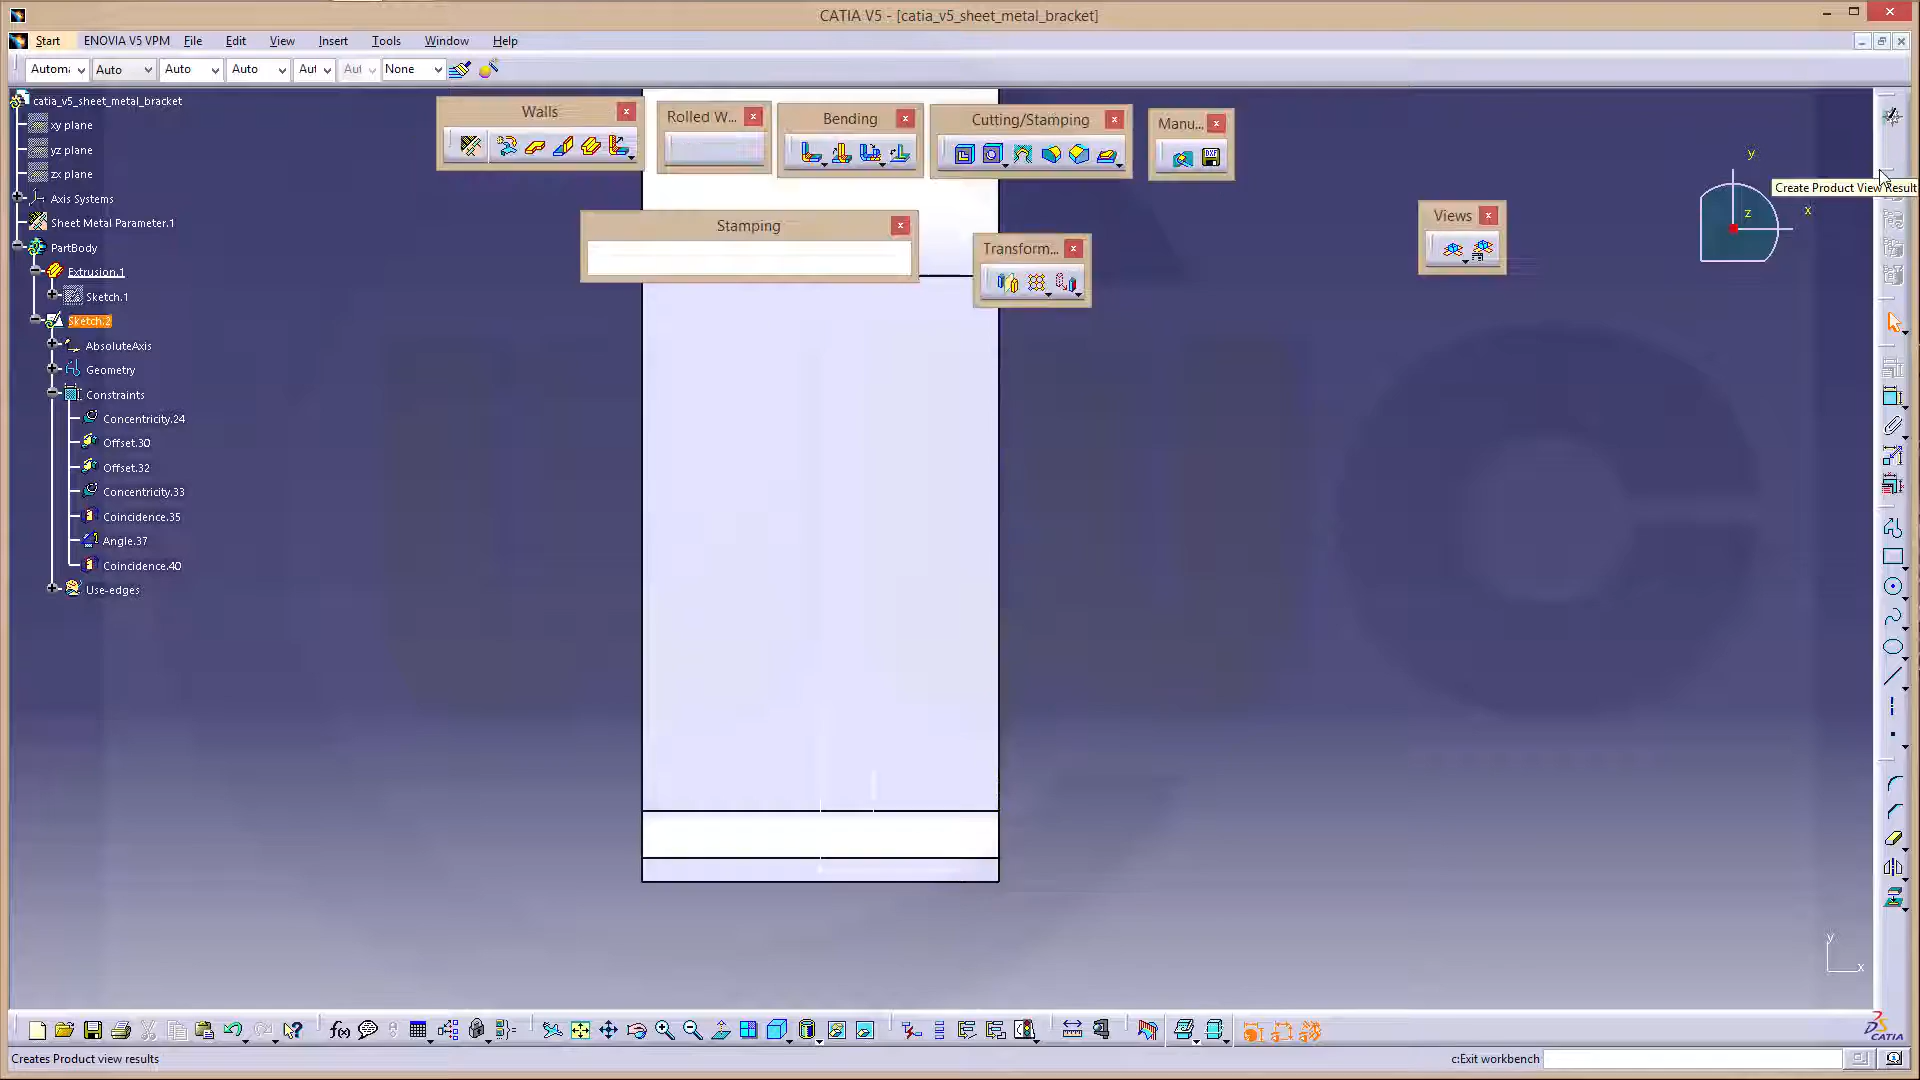 CATIA V5 - [catia_v5_sheet_metal_bracket]
Start ENOVIA V5 VPM File Edit View Insert Tools Window Help
Auto Auto Auto None
catia_v5_sheet_metal_bracket
xy plane
yz plane
zx plane
Axis Systems
Sheet Metal Parameter.1
PartBody
Extrusion.1
Sketch.1
Sketch.2
AbsoluteAxis
Geometry
Constraints
Concentricity.24
Offset.30
Offset.32
Concentricity.33
Coincidence.35
Angle.37
Coincidence.40
Use-edges
Walls
Rolled W...
Bending
Cutting/Stamping
Manu...
Stamping
Transform...
Views
y
z
x
Create Product View Result
y
x
DXF
f(x)
CATIA
Creates Product view results
c:Exit workbench